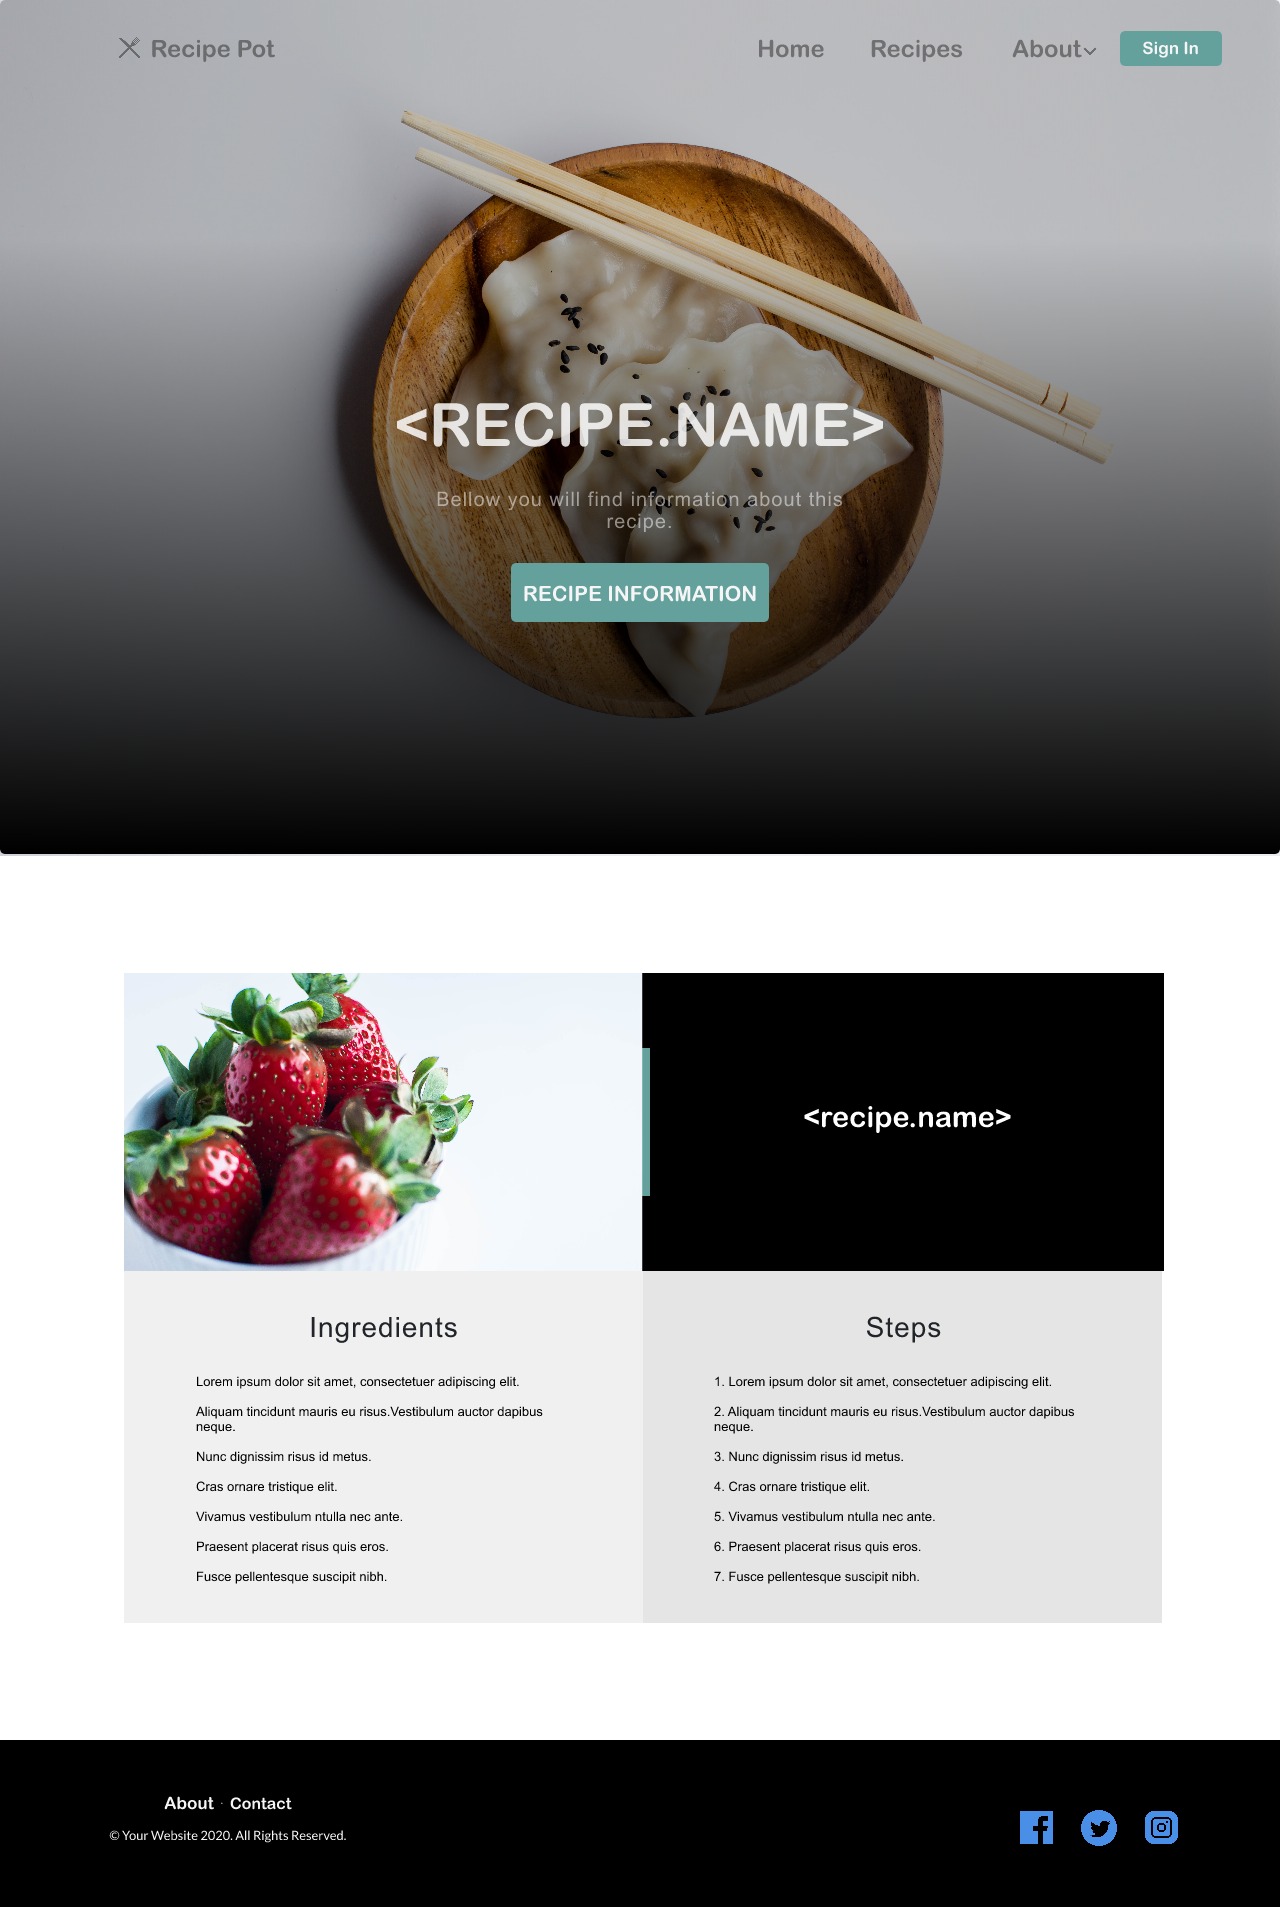 Recipe Pot
Home Recipes About Sign In
<RECIPE.NAME>
Bellow you will find information about this
recipe.
RECIPE INFORMATION
<recipe.name>
Ingredients
Lorem ipsum dolor sit amet, consectetuer adipiscing elit.
Aliquam tincidunt mauris eu risus.Vestibulum auctor dapibus
neque.
Nunc dignissim risus id metus.
Cras ornare tristique elit.
Vivamus vestibulum ntulla nec ante.
Praesent placerat risus quis eros.
Fusce pellentesque suscipit nibh.
Steps
1. Lorem ipsum dolor sit amet, consectetuer adipiscing elit.
2. Aliquam tincidunt mauris eu risus.Vestibulum auctor dapibus
neque.
3. Nunc dignissim risus id metus.
4. Cras ornare tristique elit.
5. Vivamus vestibulum ntulla nec ante.
6. Praesent placerat risus quis eros.
7. Fusce pellentesque suscipit nibh.
About · Contact
© Your Website 2020. All Rights Reserved.